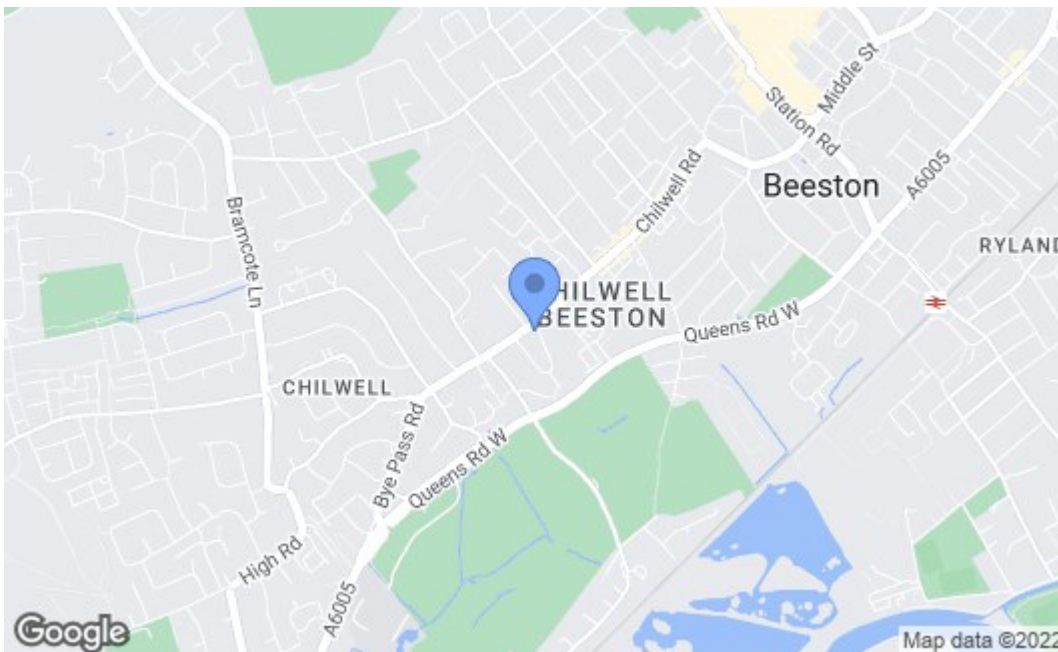 Middle St
Station Rd
Beeston
A6005
Chilwell Rd
RYLAND
Bramcote Ln
HILWELL
BEESTON
Queens Rd W
CHILWELL
Bye Pass Rd
Queens Rd W
High Rd
A6005
Google
Map data ©2022